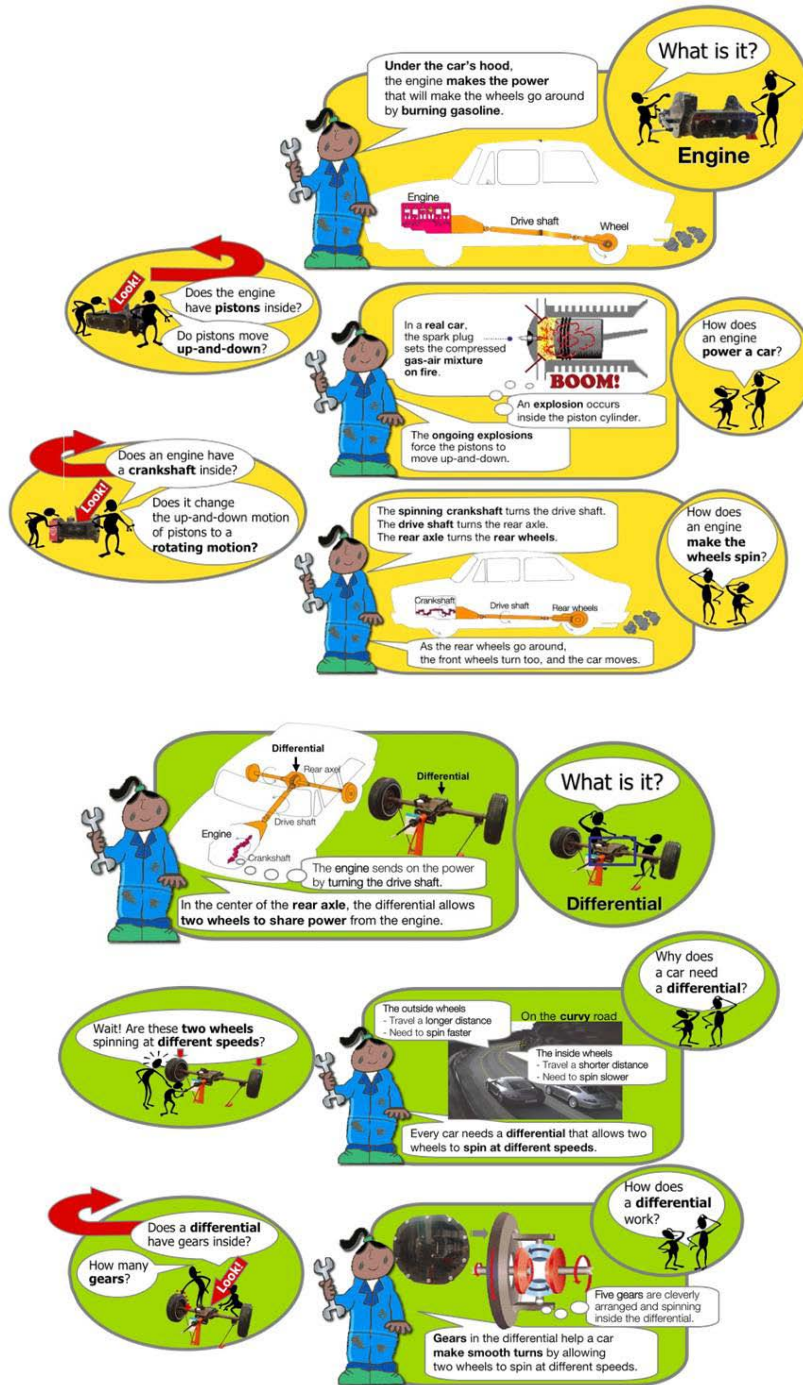 Under the car's hood,
the engine makes the power
that will make the wheels go around
by burning gasoline.
What is it?
Engine
Engine
Drive shaft
Wheel
Look!
Does the engine
have pistons inside?
Do pistons move
up-and-down?
In a real car,
the spark plug
sets the compressed
gas-air mixture
on fire.
BOOM!
An explosion occurs
inside the piston cylinder.
The ongoing explosions
force the pistons to
move up-and-down.
How does
an engine
power a car?
Does an engine have
a crankshaft inside?
Look!
Does it change
the up-and-down motion
of pistons to a
rotating motion?
The spinning crankshaft turns the drive shaft.
The drive shaft turns the rear axle.
The rear axle turns the rear wheels.
Crankshaft
Drive shaft
Rear wheels
As the rear wheels go around,
the front wheels turn too, and the car moves.
How does
an engine
make the
wheels spin?
Differential
Rear axel
Differential
Drive shaft
Engine
Crankshaft
The engine sends on the power
by turning the drive shaft.
In the center of the rear axle, the differential allows
two wheels to share power from the engine.
What is it?
Differential
Why does
a car need
a differential?
Wait! Are these two wheels
spinning at different speeds?
The outside wheels
- Travel a longer distance
- Need to spin faster
On the curvy road
The inside wheels
- Travel a shorter distance
- Need to spin slower
Every car needs a differential that allows two
wheels to spin at different speeds.
Does a differential
have gears inside?
How many
gears?
Look!
How does
a differential
work?
Five gears are cleverly
arranged and spinning
inside the differential.
Gears in the differential help a car
make smooth turns by allowing
two wheels to spin at different speeds.